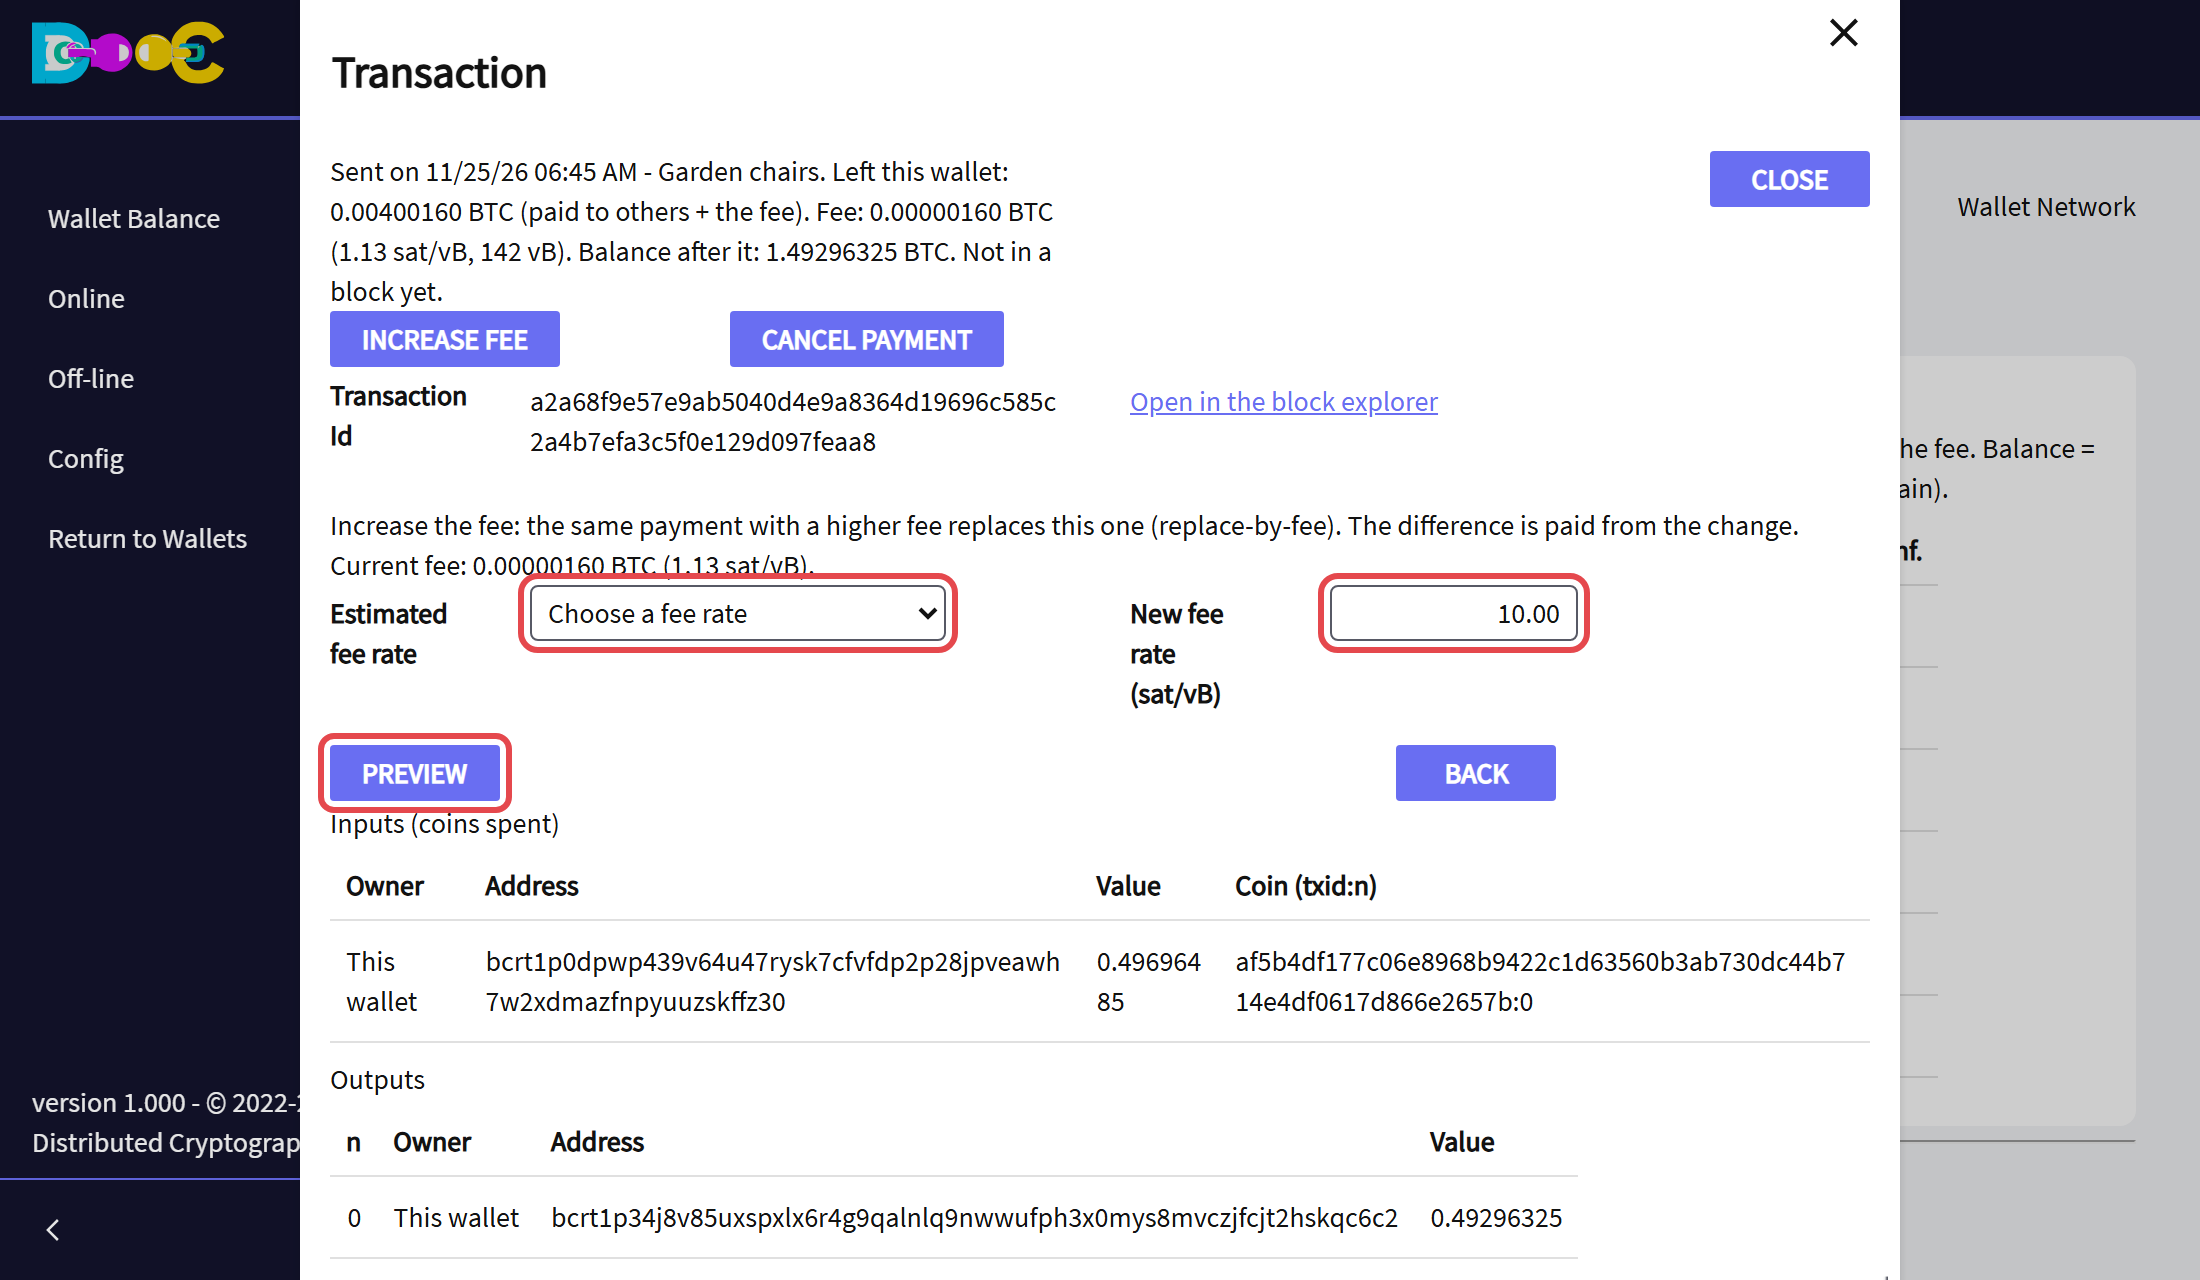 Transaction
Sent on 11/25/26 06:45 AM - Garden chairs. Left this wallet:
0.00400160 BTC (paid to others + the fee). Fee: 0.00000160 BTC
(1.13 sat/vB, 142 vB). Balance after it: 1.49296325 BTC. Not in a
block yet.
CLOSE
INCREASE FEE
CANCEL PAYMENT
Transaction
Id
a2a68f9e57e9ab5040d4e9a8364d19696c585c
2a4b7efa3c5f0e129d097feaa8
Open in the block explorer
Increase the fee: the same payment with a higher fee replaces this one (replace-by-fee). The difference is paid from the change.
Current fee: 0.00000160 BTC (1.13 sat/vB).
Estimated
fee rate
Choose a fee rate
New fee
rate
(sat/vB)
10.00
PREVIEW
BACK
Inputs (coins spent)
Owner Address Value Coin (txid:n)
This
wallet
bcrt1p0dpwp439v64u47rysk7cfvfdp2p28jpveawh
7w2xdmazfnpyuuzskffz30
0.496964
85
af5b4df177c06e8968b9422c1d63560b3ab730dc44b7
14e4df0617d866e2657b:0
Outputs
n Owner Address Value
0 This wallet bcrt1p34j8v85uxspxlx6r4g9qalnlq9nwwufph3x0mys8mvczjfcjt2hskqc6c2 0.49296325
Wallet Balance
Online
Off-line
Config
Return to Wallets
version 1.000 - © 2022-
Distributed Cryptograp
Wallet Network
he fee. Balance =
ain).
nf.